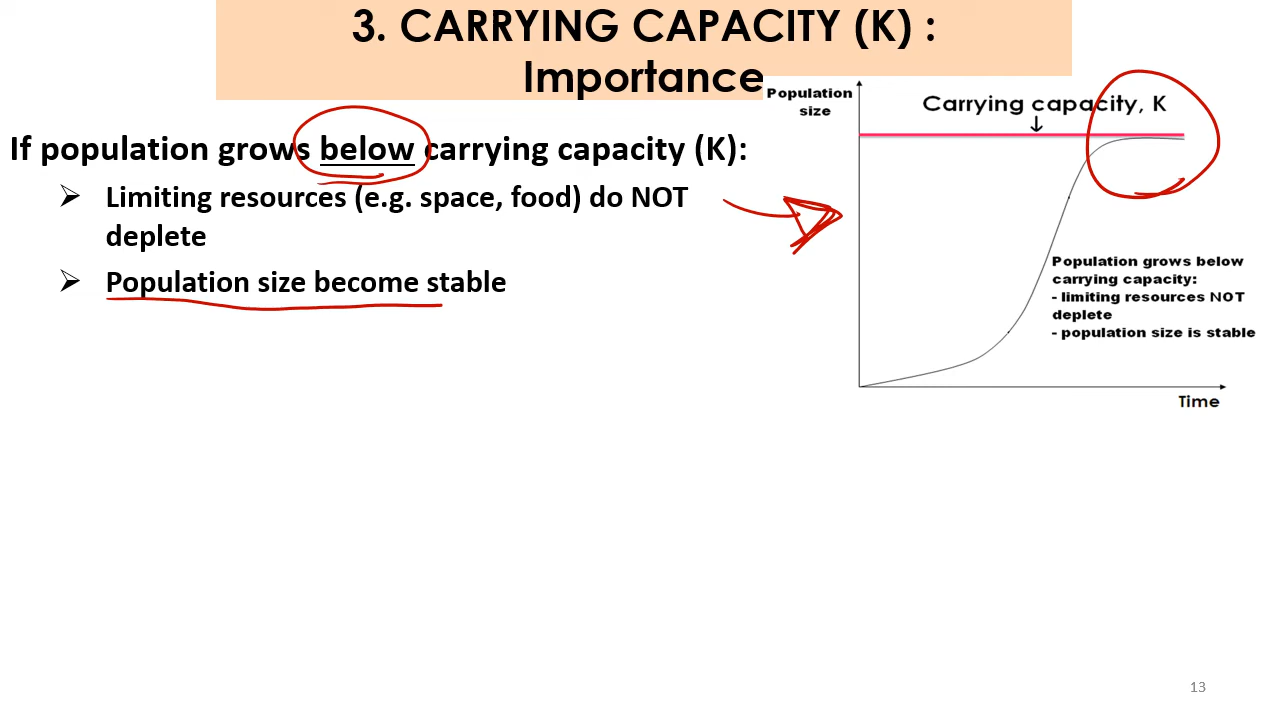 3. CARRYING CAPACITY (K) :
Importance
If population grows below carrying capacity (K):
➢ Limiting resources (e.g. space, food) do NOT
deplete
➢ Population size become stable
Population
size
Carrying capacity, K
↓
Population grows below
carrying capacity:
- limiting resources NOT
deplete
- population size is stable
Time
13